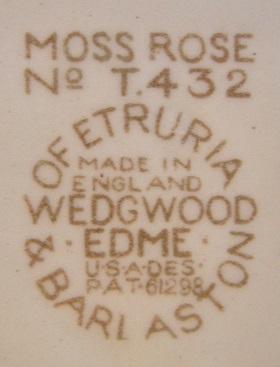 MOSS ROSE
Nº T.432
OF ETRURIA
MADE IN
ENGLAND
WEDGWOOD
· EDME ·
U·S·A·DES·
PAT·61298
& BARLASTON